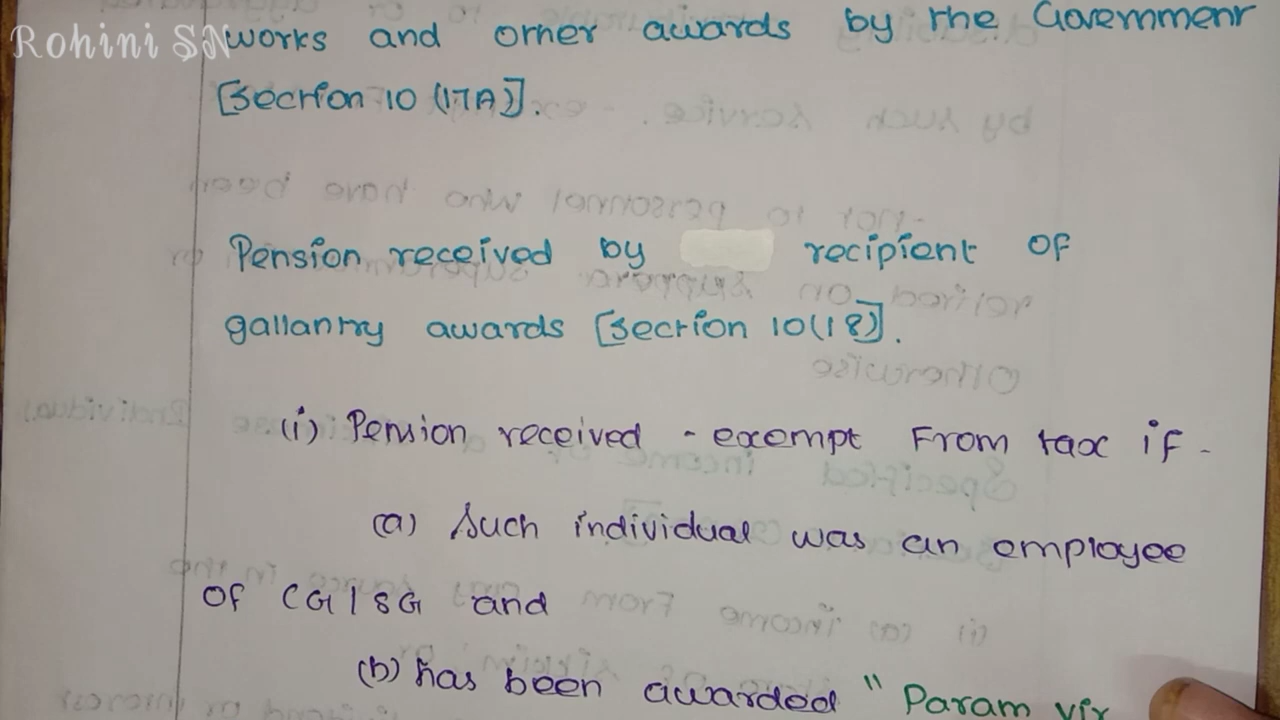 Rohini SN
works and other awards by the Government
[Section 10 (17A)].
Pension received by recipient of
gallantry awards [Section 10(18)].
(i) Pension received - exempt from tax if -
(a) Such individual was an employee
of CG/SG and
(b) has been awarded "Param Vir